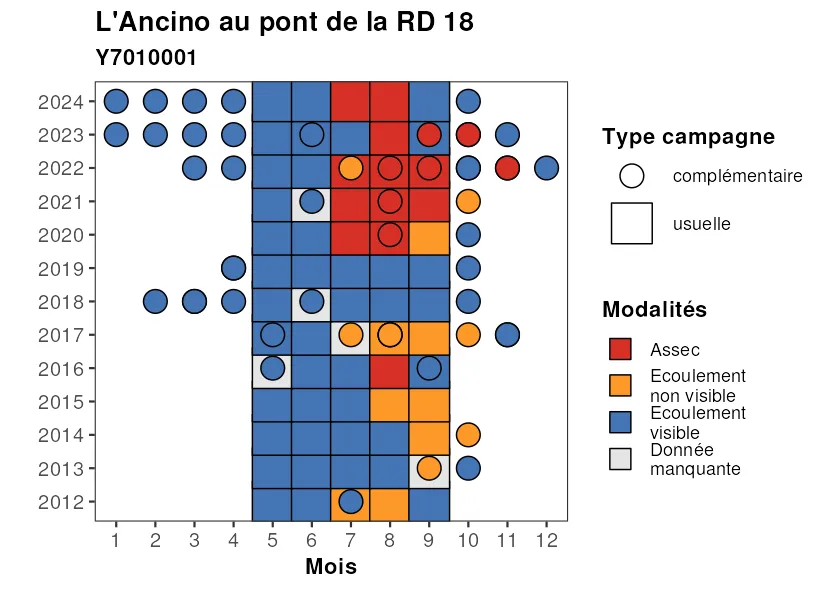 L'Ancino au pont de la RD 18
Y7010001
2024
2023
2022
2021
2020
2019
2018
2017
2016
2015
2014
2013
2012
1 2 3 4 5 6 7 8 9 10 11 12
Mois
Type campagne
complémentaire
usuelle
Modalités
Assec
Ecoulement
non visible
Ecoulement
visible
Donnée
manquante